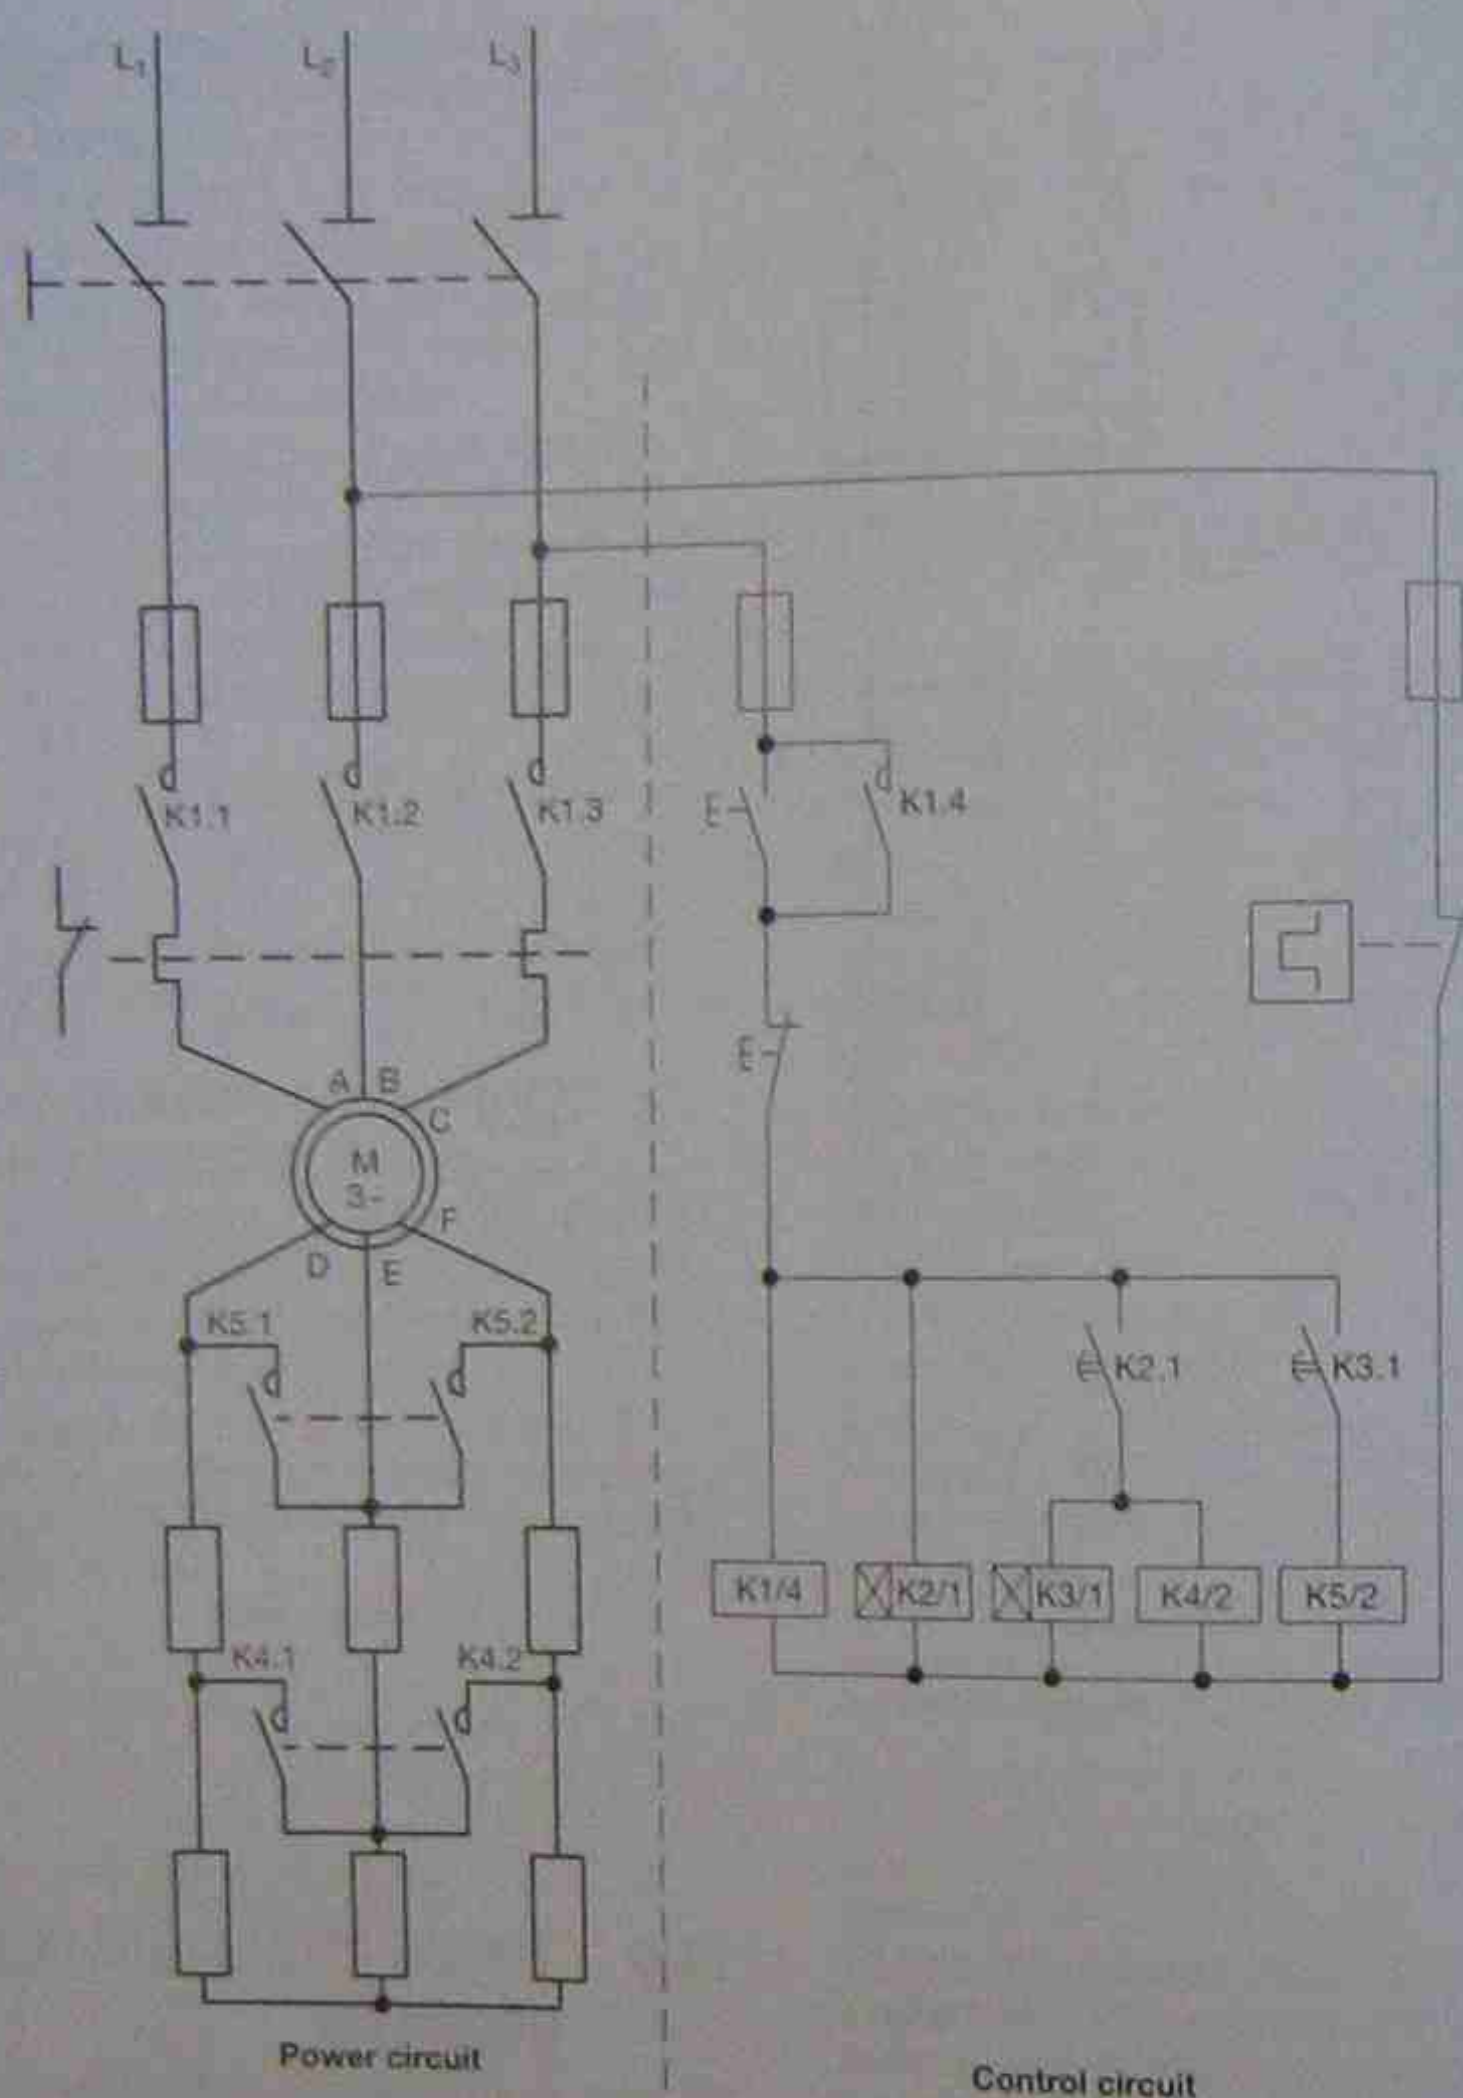 L₁ L₂ L₃
K1.1 K1.2 K1.3 K1.4
A B
C
M
3~
F
D E
K5.1 K5.2
K2.1 K3.1
K1/4 K2/1 K3/1 K4/2 K5/2
K4.1 K4.2
Power circuit
Control circuit